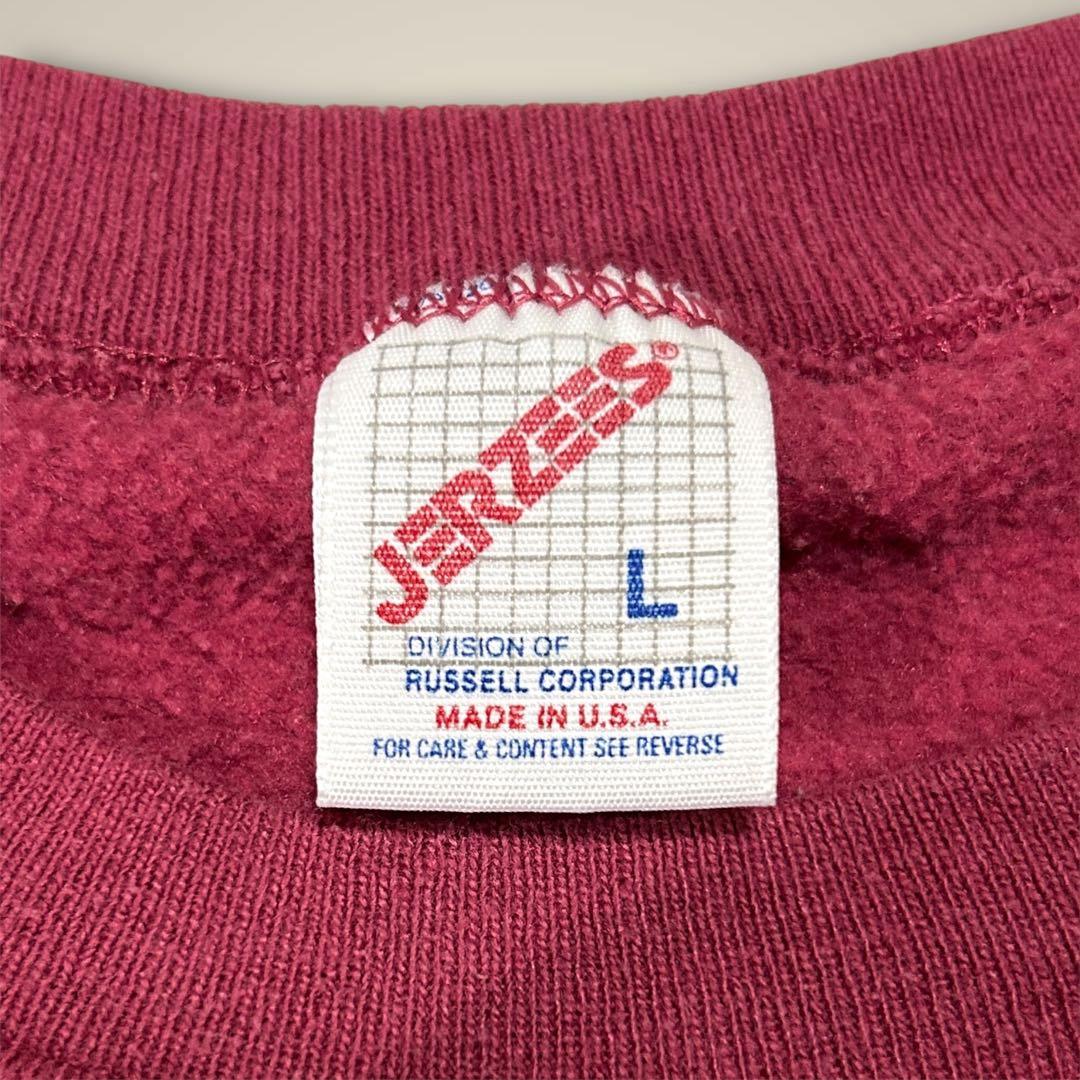 JERZEES®
L
DIVISION OF
RUSSELL CORPORATION
MADE IN U.S.A.
FOR CARE & CONTENT SEE REVERSE